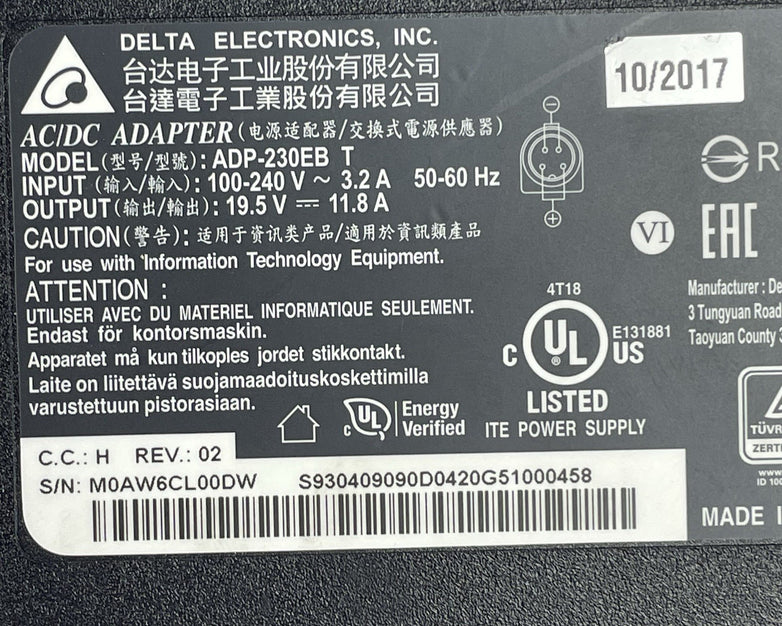 DELTA ELECTRONICS, INC.
台达电子工业股份有限公司
台達電子工業股份有限公司
10/2017
AC/DC ADAPTER(电源适配器/交換式電源供應器)
MODEL(型号/型號): ADP-230EB T
INPUT (输入/輸入): 100-240 V ~ 3.2 A 50-60 Hz
OUTPUT(输出/輸出): 19.5 V ⎓ 11.8 A
CAUTION(警告): 适用于资讯类产品/適用於資訊類產品
For use with Information Technology Equipment.
ATTENTION :
UTILISER AVEC DU MATERIEL INFORMATIQUE SEULEMENT.
Endast för kontorsmaskin.
Apparatet må kun tilkoples jordet stikkontakt.
Laite on liitettävä suojamaadoituskoskettimilla
varustettuun pistorasiaan.
R
VI
EAC
Manufacturer : De
3 Tungyuan Road
Taoyuan County
4T18
C UL ® US
E131881
LISTED
ITE POWER SUPPLY
c UL Energy
Verified
TÜVR
ZERT
www
ID 100
C.C.: H REV.: 02
S/N: M0AW6CL00DW S930409090D0420G51000458
MADE I